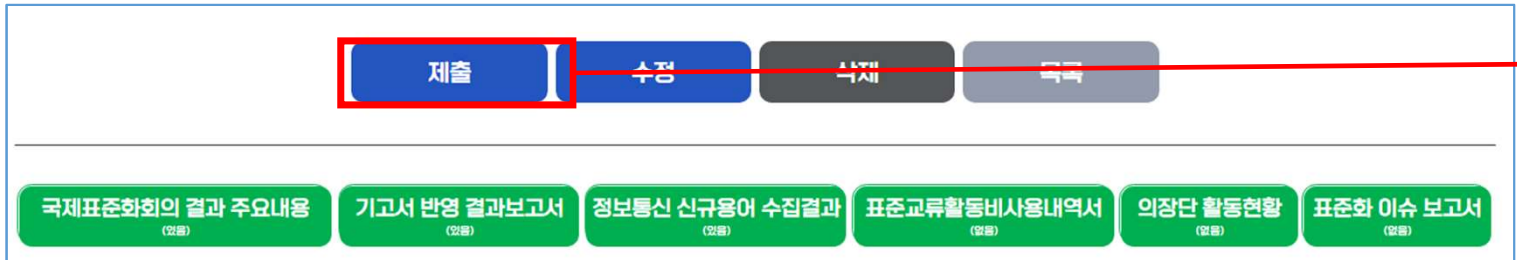 제출
수정
삭제
목록
국제표준화회의 결과 주요내용
(있음)
기고서 반영 결과보고서
(있음)
정보통신 신규용어 수집결과
(있음)
표준교류활동비사용내역서
(없음)
의장단 활동현황
(없음)
표준화 이슈 보고서
(없음)